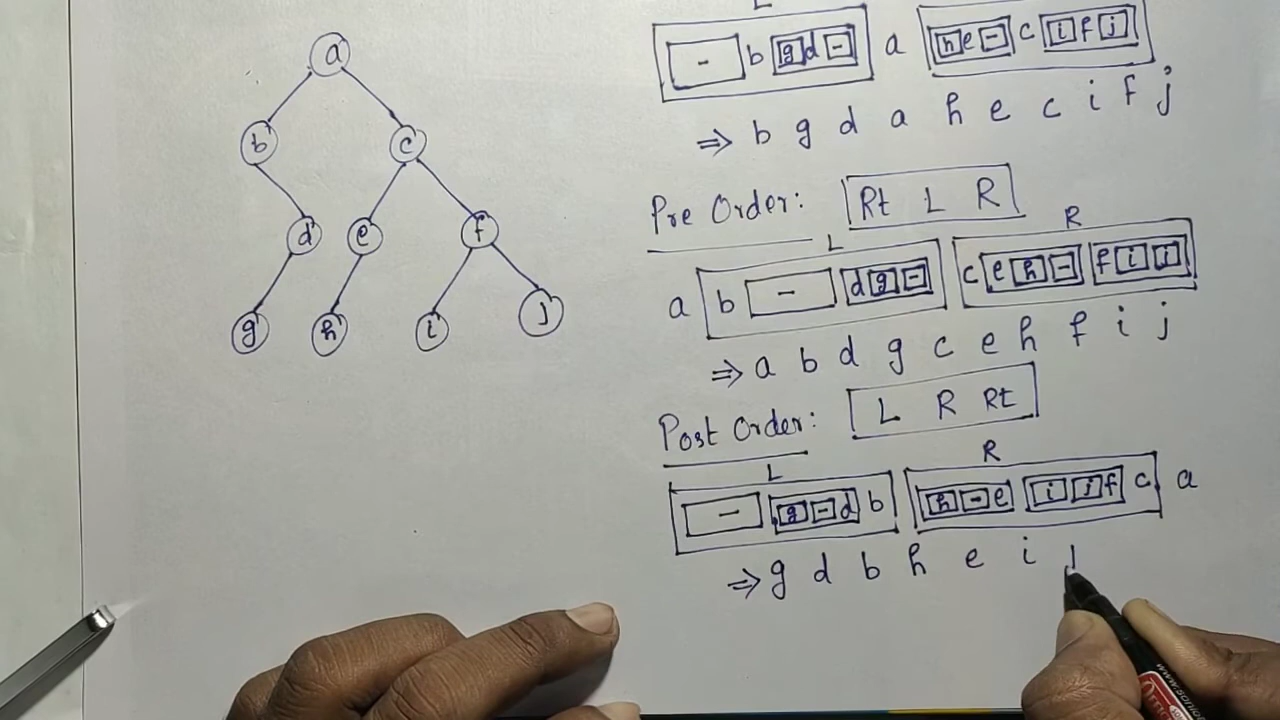 a
b c
d e f
g h i j
L
- b g d - a h e - c i f j
⇒ b g d a h e c i f j
Pre Order: Rt L R
L R
a b - d g - c e h - f i j
⇒ a b d g c e h f i j
Post Order: L R Rt
L R
- g - d b h - e i j f c a
⇒ g d b h e i j